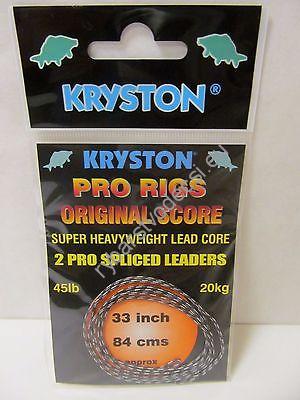 KRYSTON®
KRYSTON
PRO RIGS
ORIGINAL SCORE
SUPER HEAVYWEIGHT LEAD CORE
2 PRO SPLICED LEADERS
45lb 20kg
33 inch
84 cms
approx